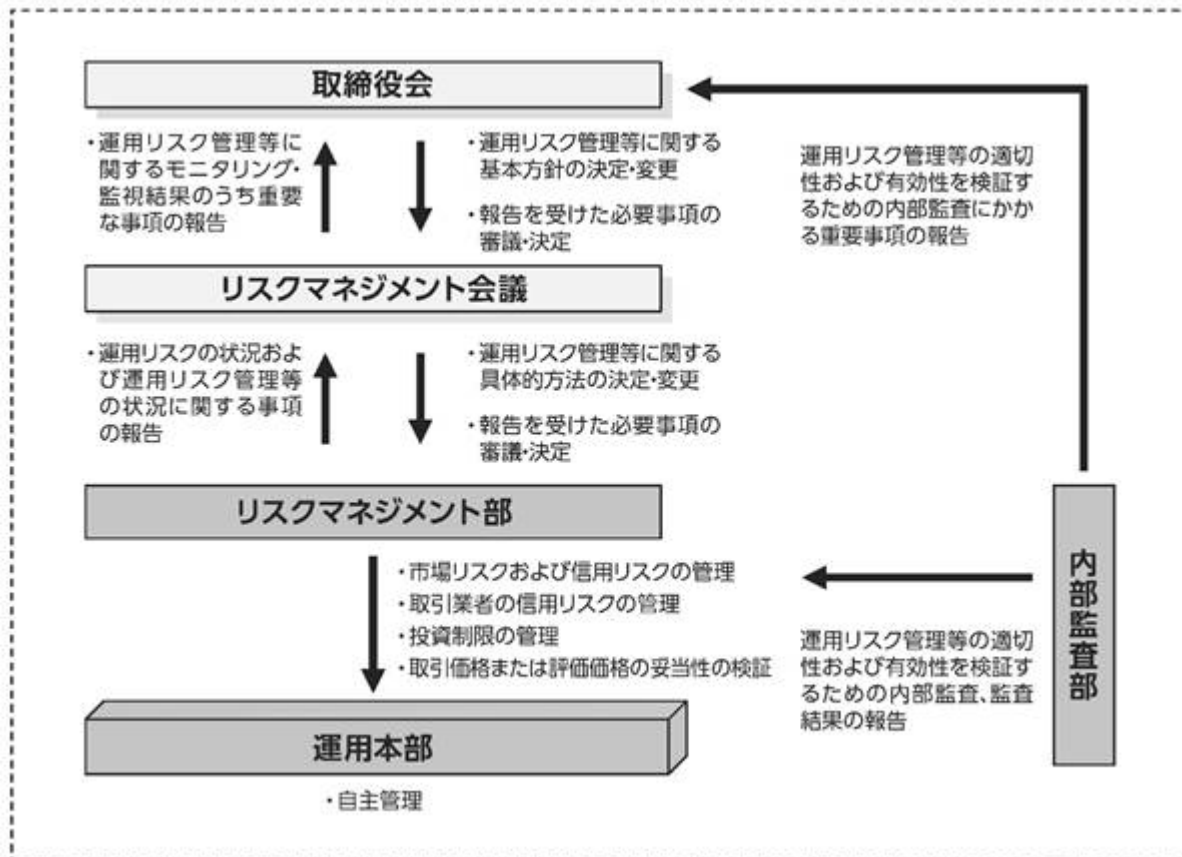 取締役会
・運用リスク管理等に
関するモニタリング・
監視結果のうち重要
な事項の報告
・運用リスク管理等に関する
基本方針の決定・変更
・報告を受けた必要事項の
審議・決定
運用リスク管理等の適切
性および有効性を検証す
るための内部監査にかか
る重要事項の報告
リスクマネジメント会議
・運用リスクの状況およ
び運用リスク管理等
の状況に関する事項
の報告
・運用リスク管理等に関する
具体的方法の決定・変更
・報告を受けた必要事項の
審議・決定
リスクマネジメント部
・市場リスクおよび信用リスクの管理
・取引業者の信用リスクの管理
・投資制限の管理
・取引価格または評価価格の妥当性の検証
運用リスク管理等の適切
性および有効性を検証す
るための内部監査、監査
結果の報告
内部監査部
運用本部
・自主管理